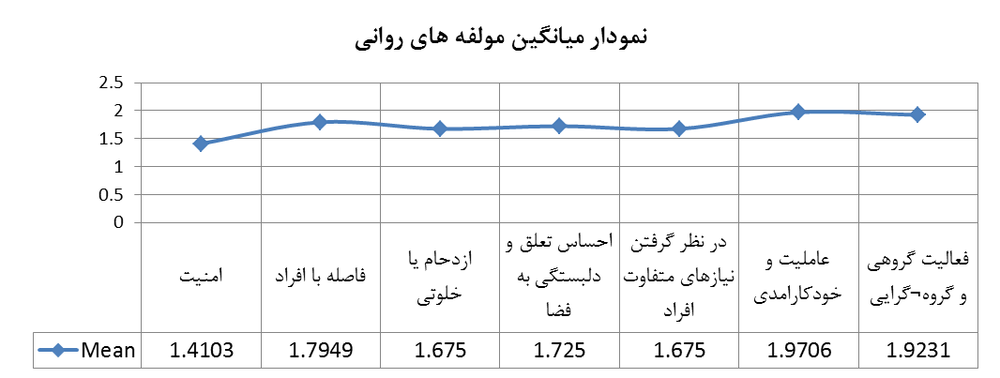 نمودار میانگین مولفه های روانی
2.5
2
1.5
1
0.5
0
امنیت
فاصله با افراد
ازدحام یا
خلوتی
احساس تعلق و
دلبستگی به
فضا
در نظر گرفتن
نیازهای متفاوت
افراد
عاملیت و
خودکارامدی
فعالیت گروهی
و گروه¬گرایی
Mean 1.4103 1.7949 1.675 1.725 1.675 1.9706 1.9231